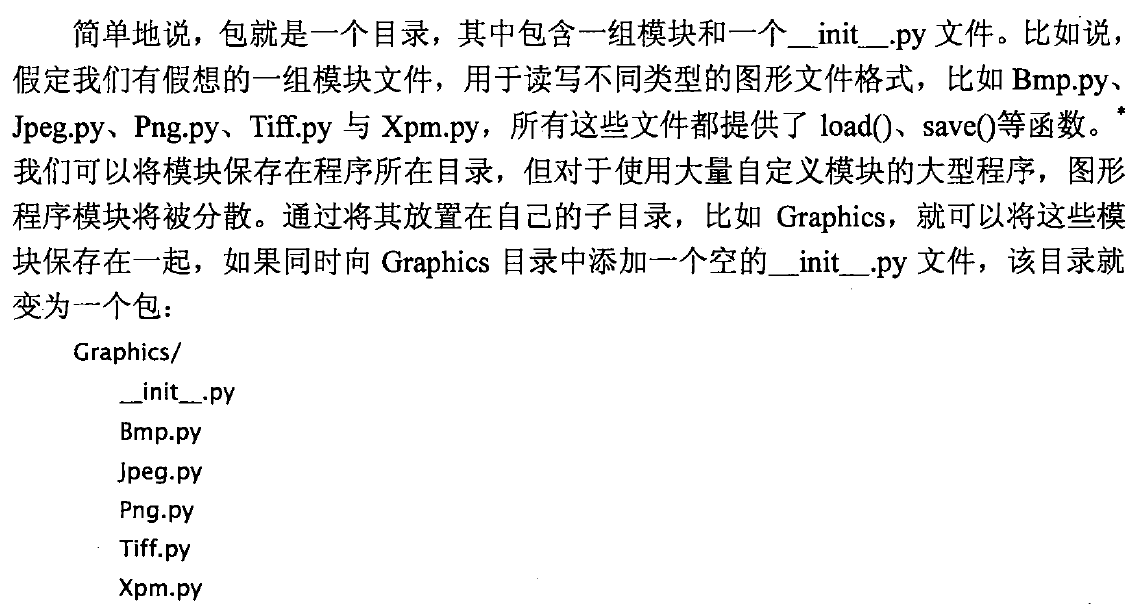 简单地说，包就是一个目录，其中包含一组模块和一个__init__.py 文件。比如说，
假定我们有假想的一组模块文件，用于读写不同类型的图形文件格式，比如 Bmp.py、
Jpeg.py、Png.py、Tiff.py 与 Xpm.py，所有这些文件都提供了 load()、save()等函数。*
我们可以将模块保存在程序所在目录，但对于使用大量自定义模块的大型程序，图形
程序模块将被分散。通过将其放置在自己的子目录，比如 Graphics，就可以将这些模
块保存在一起，如果同时向 Graphics 目录中添加一个空的__init__.py 文件，该目录就
变为一个包：
Graphics/
__init__.py
Bmp.py
Jpeg.py
Png.py
Tiff.py
Xpm.py